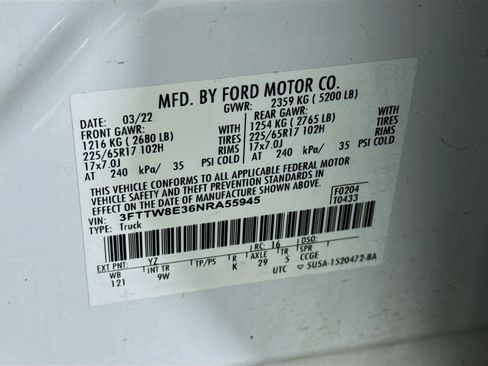 MFD. BY FORD MOTOR CO.
DATE: 03/22 GVWR: 2359 KG ( 5200 LB)
FRONT GAWR: REAR GAWR:
1216 KG ( 2680 LB) WITH 1254 KG ( 2765 LB) WITH
225/65R17 102H TIRES 225/65R17 102H TIRES
17x7.0J RIMS 17x7.0J RIMS
AT 240 kPa/ 35 PSI COLD AT 240 kPa/ 35 PSI COLD
THIS VEHICLE CONFORMS TO ALL APPLICABLE FEDERAL MOTOR
VEHICLE SAFETY AND THEFT PREVENTION STANDARDS IN
EFFECT ON THE DATE OF MANUFACTURE SHOWN ABOVE.
VIN: 3FTTW8E36NRA55945 F0204
TYPE: Truck T0433
EXT PNT: YZ RC: 16 DSO:
WB INT TR TP/PS R AXLE TR SPR
121 9W K 29 5 CCGE
UTC ▽ 5U5A-1520472-BA